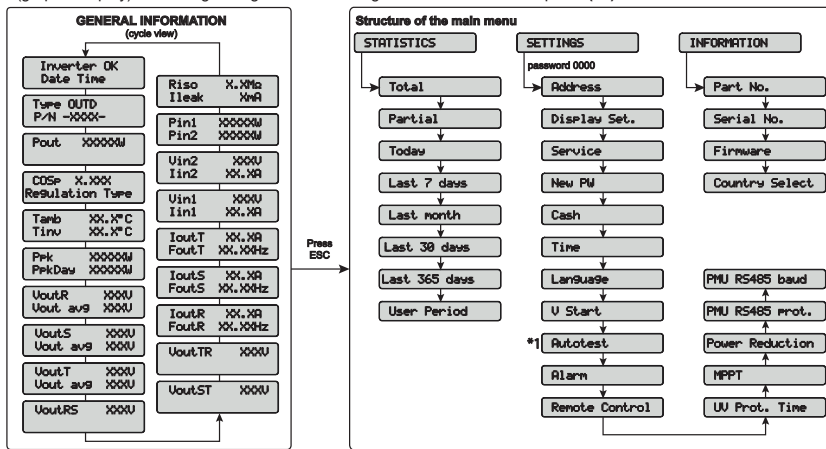 GENERAL INFORMATION
(cycle view)
Inverter OK
Date Time
Type OUTD
P/N -XXXX-
Pout XXXXXW
COSp X.XXX
Regulation Type
Tamb XX.X°C
Tinv XX.X°C
Ppk XXXXXW
PpkDay XXXXXW
VoutR XXXV
Vout avg XXXV
VoutS XXXV
Vout avg XXXV
VoutT XXXV
Vout avg XXXV
VoutRS XXXV
Riso X.XMΩ
Ileak XmA
Pin1 XXXXXW
Pin2 XXXXXW
Vin2 XXXV
Iin2 XX.XA
Vin1 XXXV
Iin1 XX.XA
IoutT XX.XA
FoutT XX.XXHz
IoutS XX.XA
FoutS XX.XXHz
IoutR XX.XA
FoutR XX.XXHz
VoutTR XXXV
VoutST XXXV
Press
ESC
Structure of the main menu
STATISTICS
Total
Partial
Today
Last 7 days
Last month
Last 30 days
Last 365 days
User Period
SETTINGS
password 0000
Address
Display Set.
Service
New PW
Cash
Time
Language
V Start
*1 Autotest
Alarm
Remote Control
UV Prot. Time
MPPT
Power Reduction
PMU RS485 prot.
PMU RS485 baud
INFORMATION
Part No.
Serial No.
Firmware
Country Select